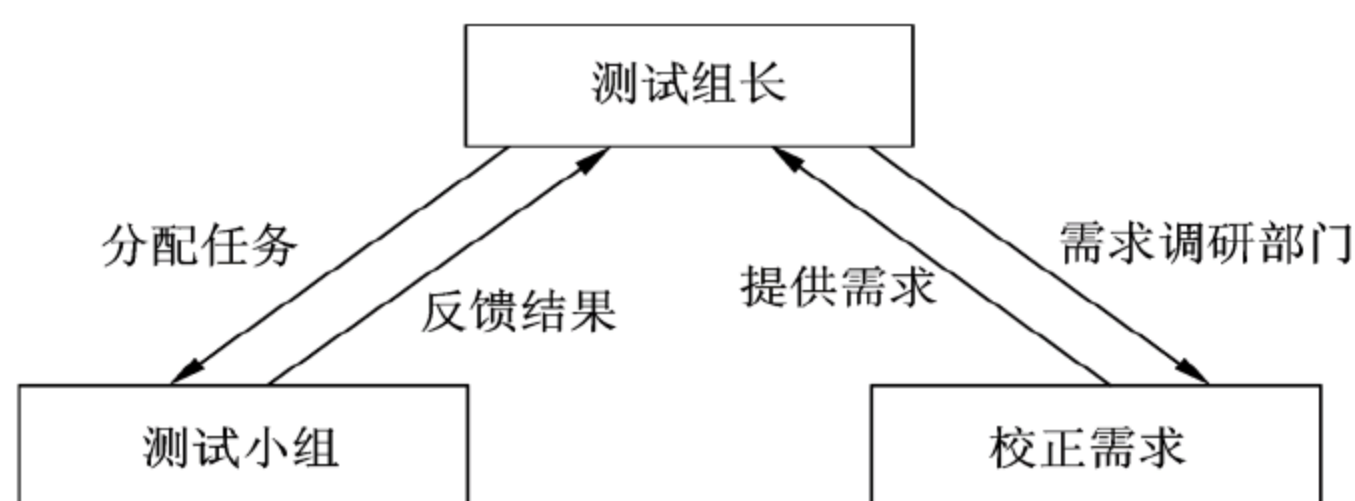 测试组长
分配任务
需求调研部门
提供需求
反馈结果
测试小组
校正需求